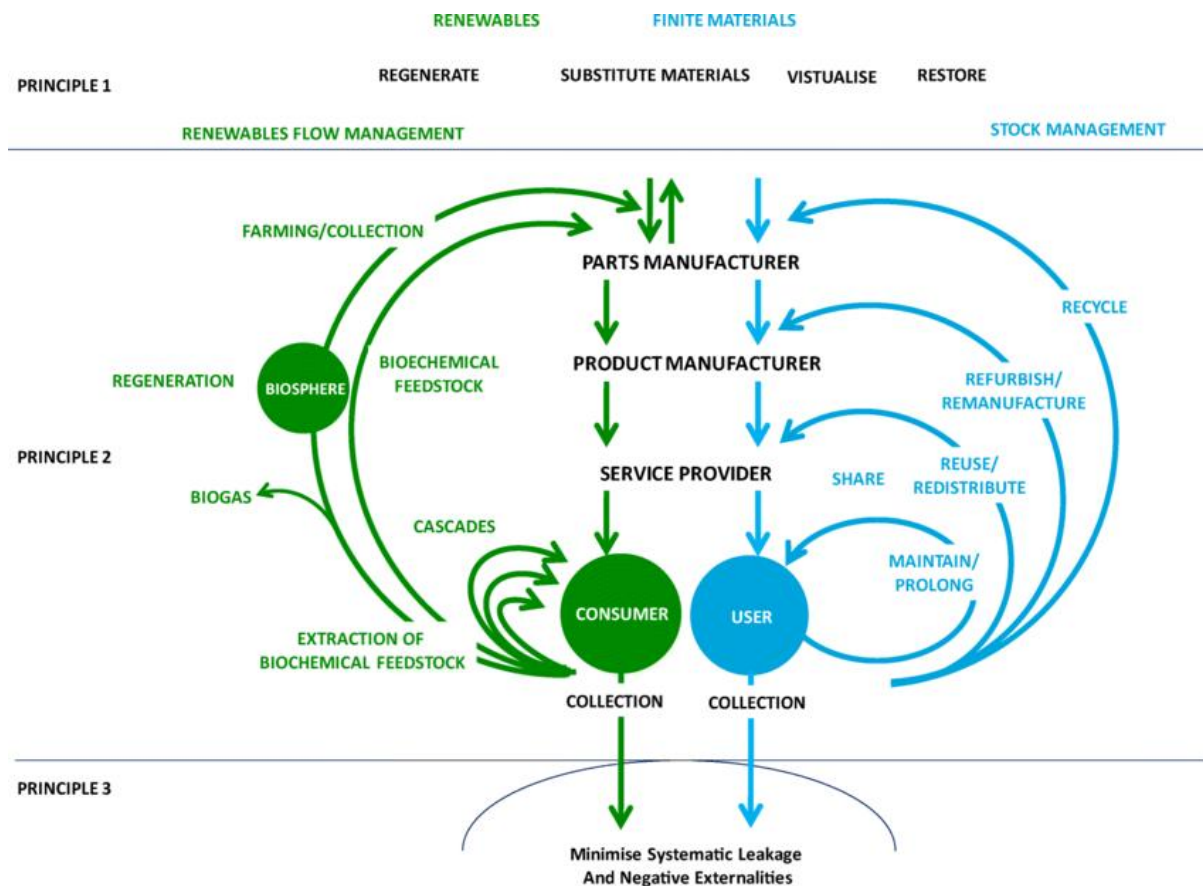 RENEWABLES
FINITE MATERIALS
PRINCIPLE 1
REGENERATE
SUBSTITUTE MATERIALS
VISTUALISE
RESTORE
RENEWABLES FLOW MANAGEMENT
STOCK MANAGEMENT
FARMING/COLLECTION
PARTS MANUFACTURER
RECYCLE
REGENERATION
BIOSPHERE
BIOECHEMICAL
FEEDSTOCK
PRODUCT MANUFACTURER
REFURBISH/
REMANUFACTURE
PRINCIPLE 2
BIOGAS
SERVICE PROVIDER
SHARE
REUSE/
REDISTRIBUTE
CASCADES
MAINTAIN/
PROLONG
CONSUMER
USER
EXTRACTION OF
BIOCHEMICAL FEEDSTOCK
COLLECTION
COLLECTION
PRINCIPLE 3
Minimise Systematic Leakage
And Negative Externalities